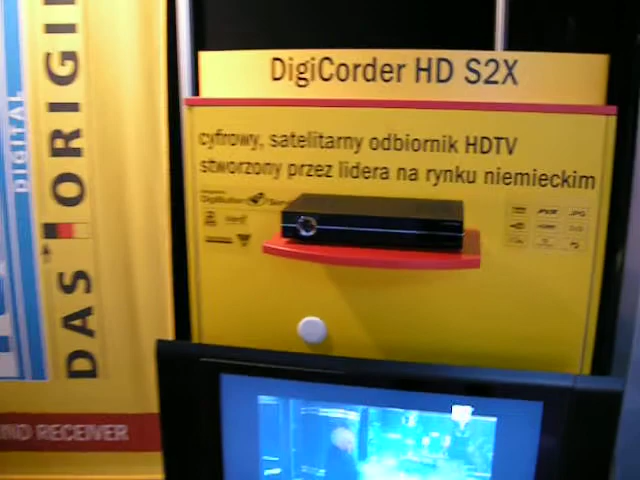 DigiCorder HD S2X
cyfrowy, satelitarny odbiornik HDTV
stworzony przez lidera na rynku niemieckim
DIGITAL
DAS ORIGI
ND RECEIVER